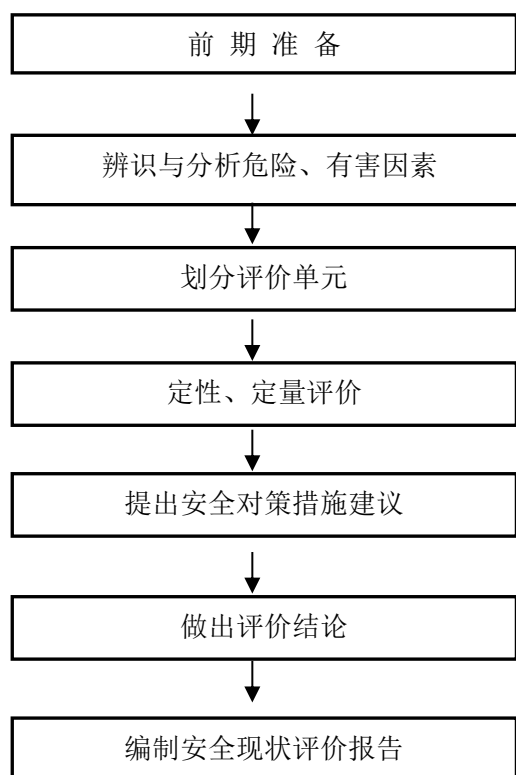 前 期 准 备
辨识与分析危险、有害因素
划分评价单元
定性、定量评价
提出安全对策措施建议
做出评价结论
编制安全现状评价报告